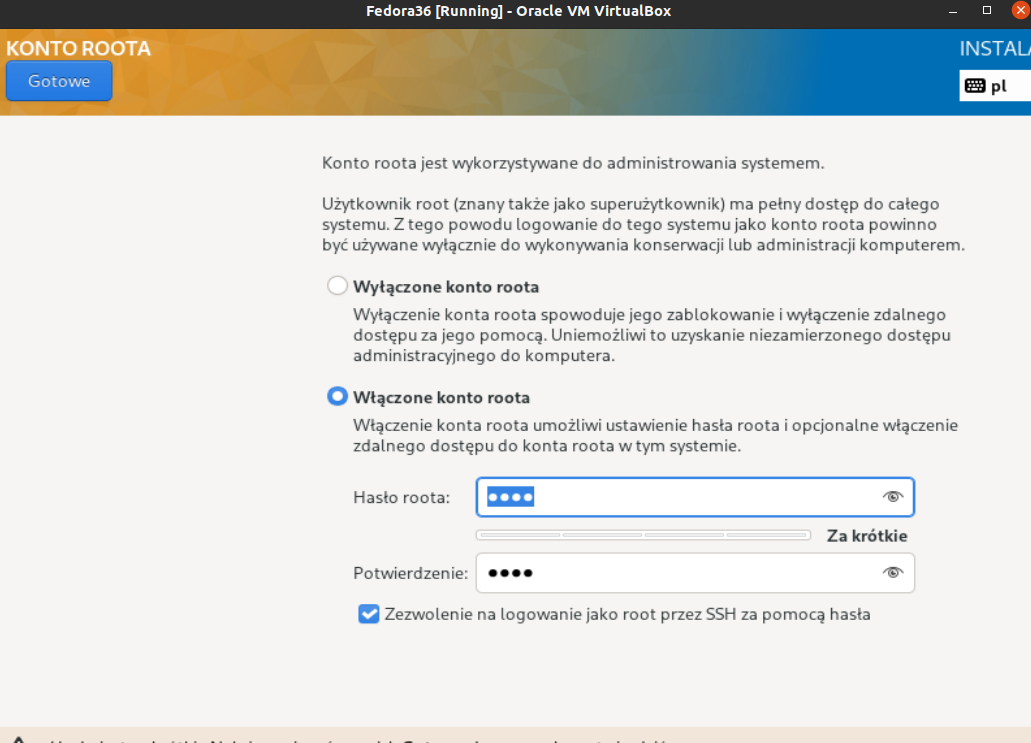 Fedora36 [Running] - Oracle VM VirtualBox
KONTO ROOTA
INSTALA
Gotowe
pl
Konto roota jest wykorzystywane do administrowania systemem.
Użytkownik root (znany także jako superużytkownik) ma pełny dostęp do całego
systemu. Z tego powodu logowanie do tego systemu jako konto roota powinno
być używane wyłącznie do wykonywania konserwacji lub administracji komputerem.
Wyłączone konto roota
Wyłączenie konta roota spowoduje jego zablokowanie i wyłączenie zdalnego
dostępu za jego pomocą. Uniemożliwi to uzyskanie niezamierzonego dostępu
administracyjnego do komputera.
Włączone konto roota
Włączenie konta roota umożliwi ustawienie hasła roota i opcjonalne włączenie
zdalnego dostępu do konta roota w tym systemie.
Hasło roota: ●●●●
Za krótkie
Potwierdzenie: ●●●●
Zezwolenie na logowanie jako root przez SSH za pomocą hasła